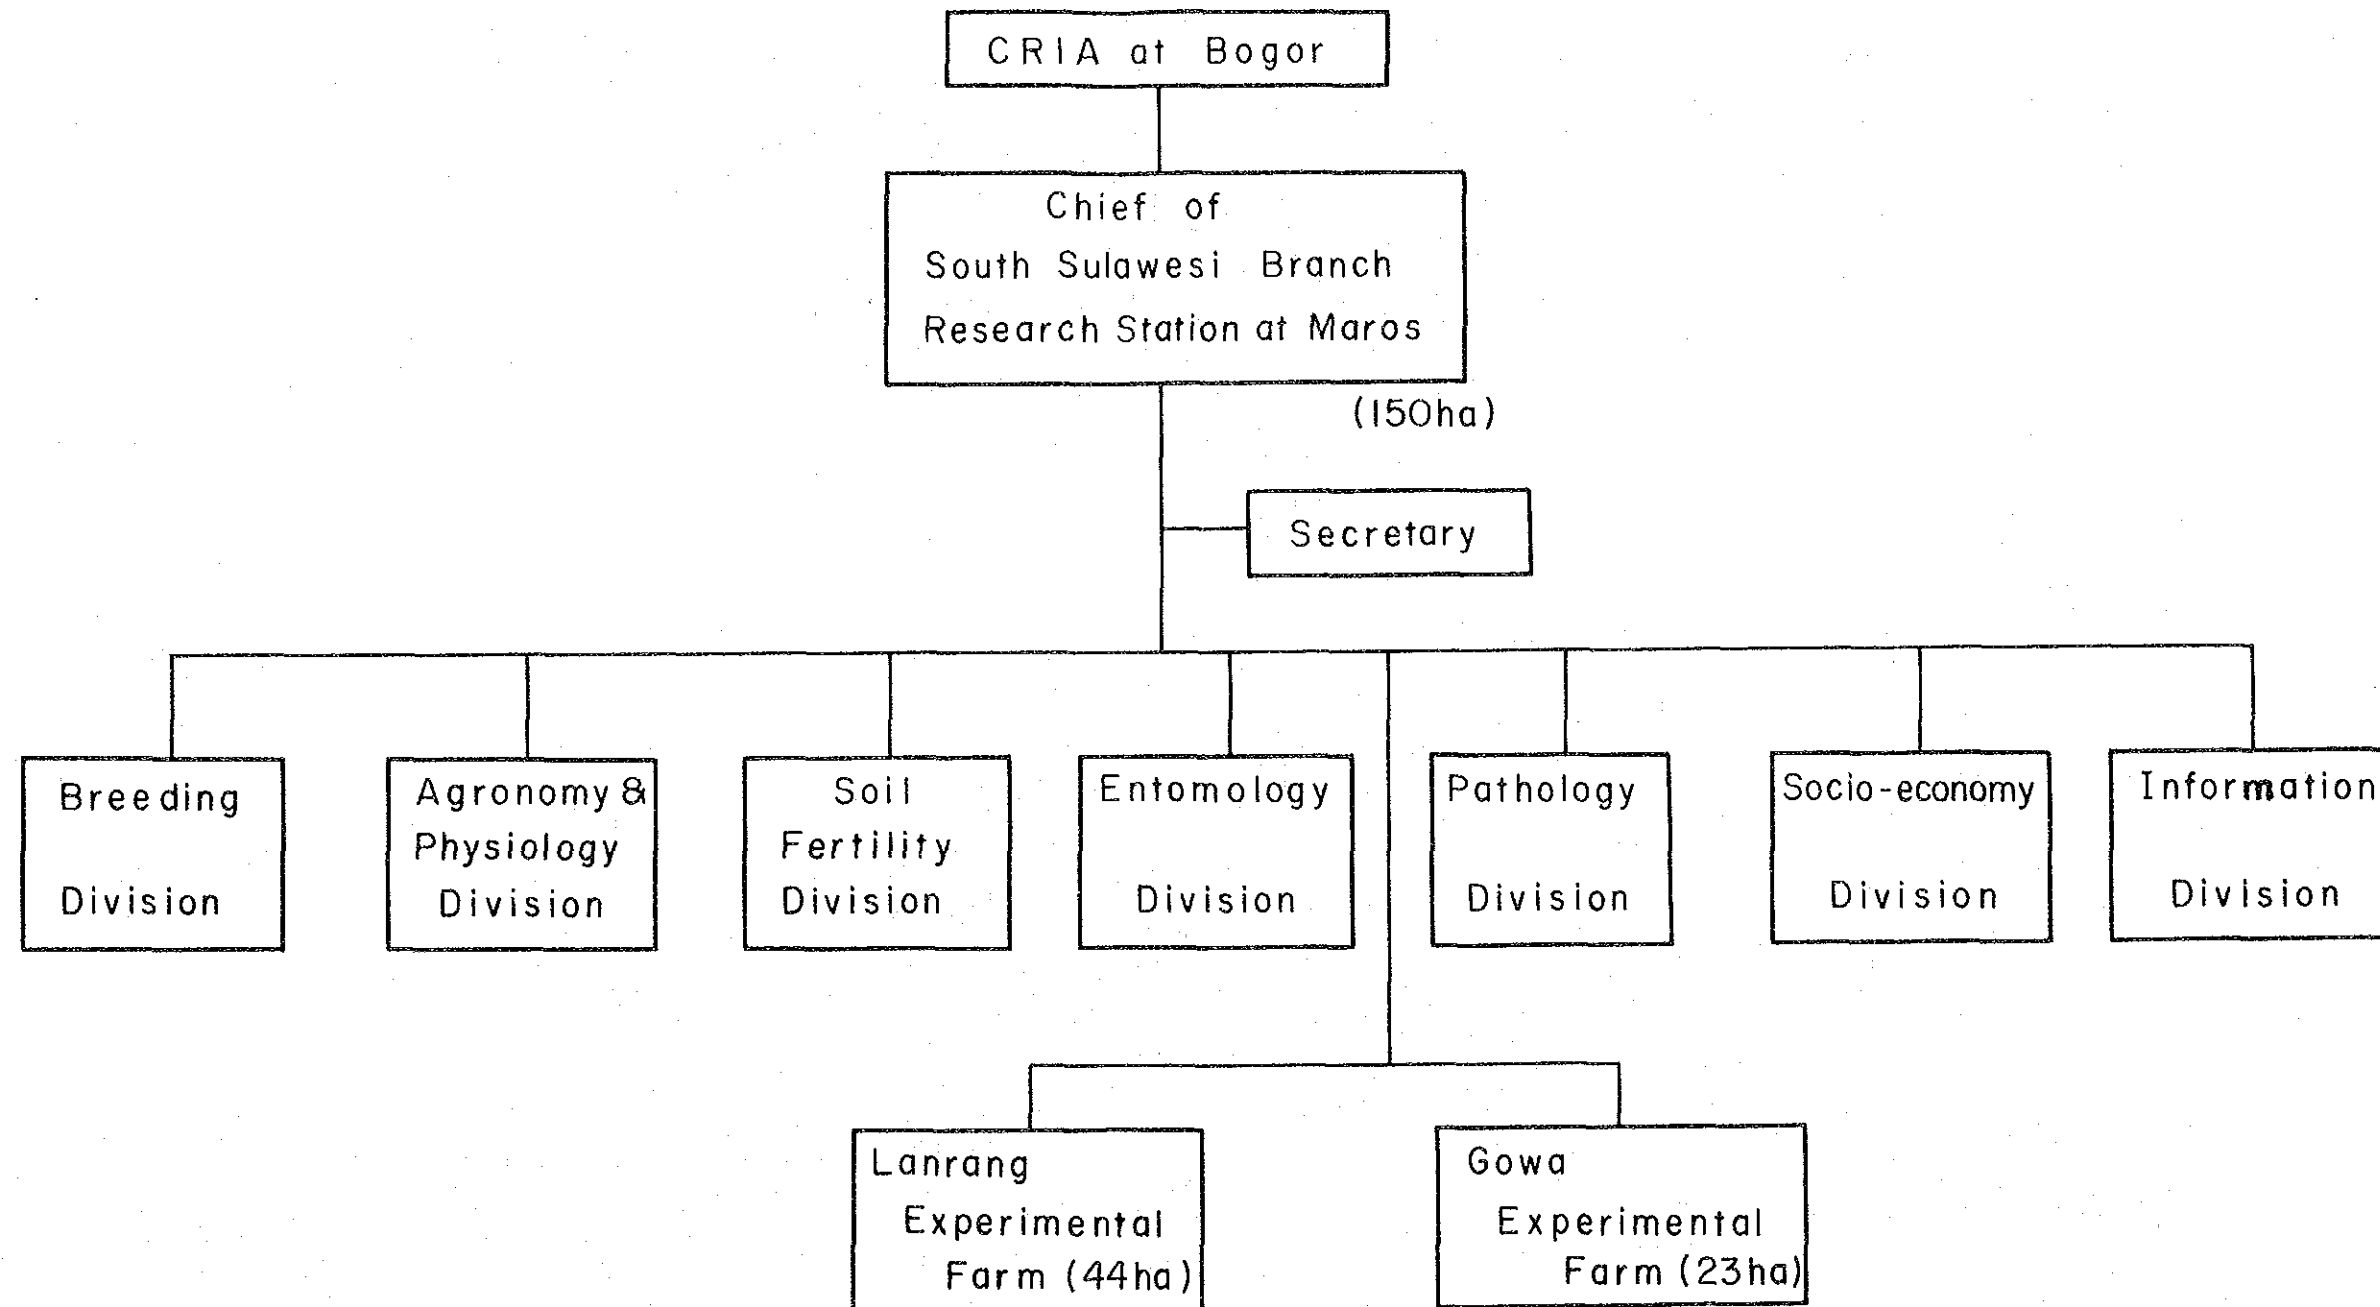 CRIA at Bogor
Chief of
South Sulawesi Branch
Research Station at Maros
(150ha)
Secretary
Breeding
Division
Agronomy &
Physiology
Division
Soil
Fertility
Division
Entomology
Division
Pathology
Division
Socio-economy
Division
Information
Division
Lanrang
Experimental
Farm (44ha)
Gowa
Experimental
Farm (23ha)